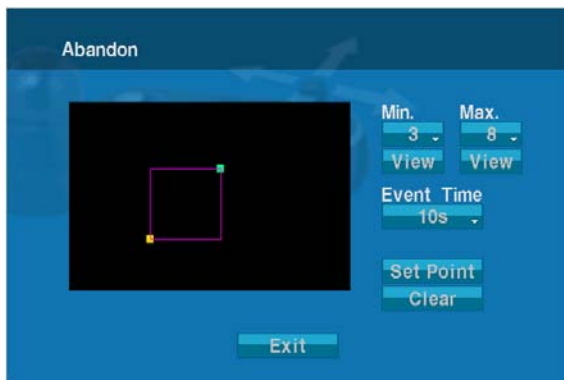 Abandon
Min. Max.
3 8
View View
Event Time
10s
Set Point
Clear
Exit